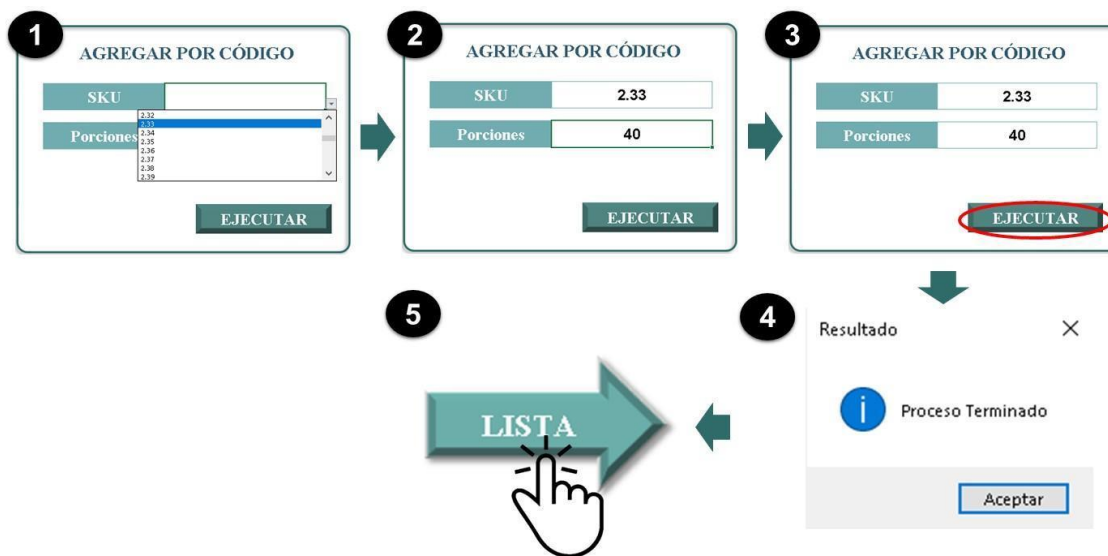 1
AGREGAR POR CÓDIGO
SKU
2.32
2.33
2.34
2.35
2.36
2.37
2.38
2.39
Porciones
EJECUTAR
2
AGREGAR POR CÓDIGO
SKU 2.33
Porciones 40
EJECUTAR
3
AGREGAR POR CÓDIGO
SKU 2.33
Porciones 40
EJECUTAR
4
Resultado
Proceso Terminado
Aceptar
5
LISTA